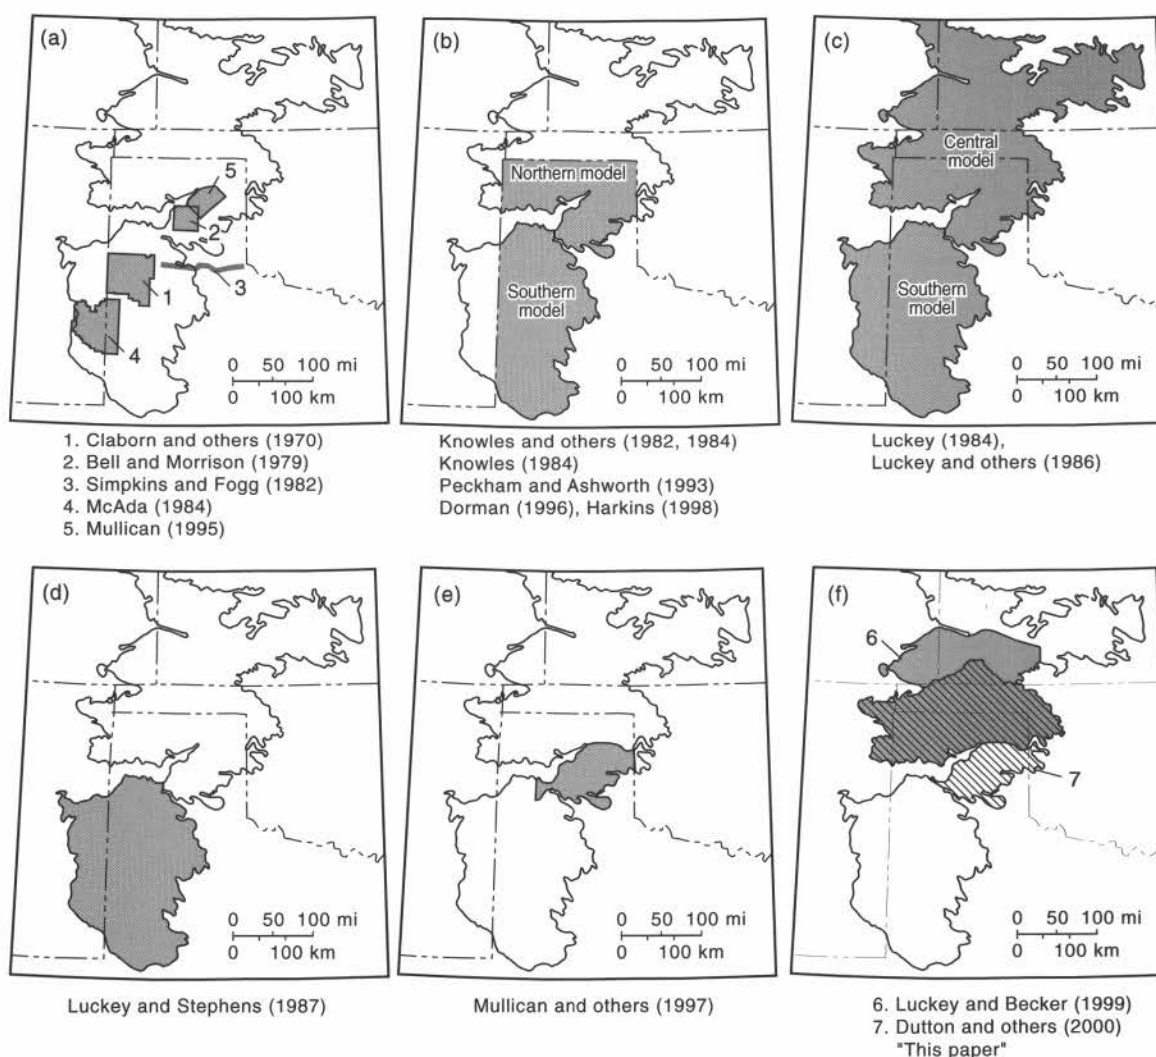 (a)
5
2
1
3
4
0 50 100 mi
0 100 km
1. Claborn and others (1970)
2. Bell and Morrison (1979)
3. Simpkins and Fogg (1982)
4. McAda (1984)
5. Mullican (1995)
(b)
Northern model
Southern
model
0 50 100 mi
0 100 km
Knowles and others (1982, 1984)
Knowles (1984)
Peckham and Ashworth (1993)
Dorman (1996), Harkins (1998)
(c)
Central
model
Southern
model
0 50 100 mi
0 100 km
Luckey (1984),
Luckey and others (1986)
(d)
0 50 100 mi
0 100 km
Luckey and Stephens (1987)
(e)
0 50 100 mi
0 100 km
Mullican and others (1997)
(f)
6
7
0 50 100 mi
0 100 km
6. Luckey and Becker (1999)
7. Dutton and others (2000)
"This paper"